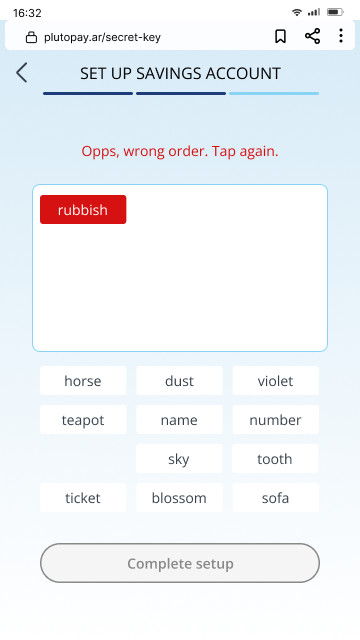 16:32
plutopay.ar/secret-key
SET UP SAVINGS ACCOUNT
Opps, wrong order. Tap again.
rubbish
horse dust violet
teapot name number
sky tooth
ticket blossom sofa
Complete setup